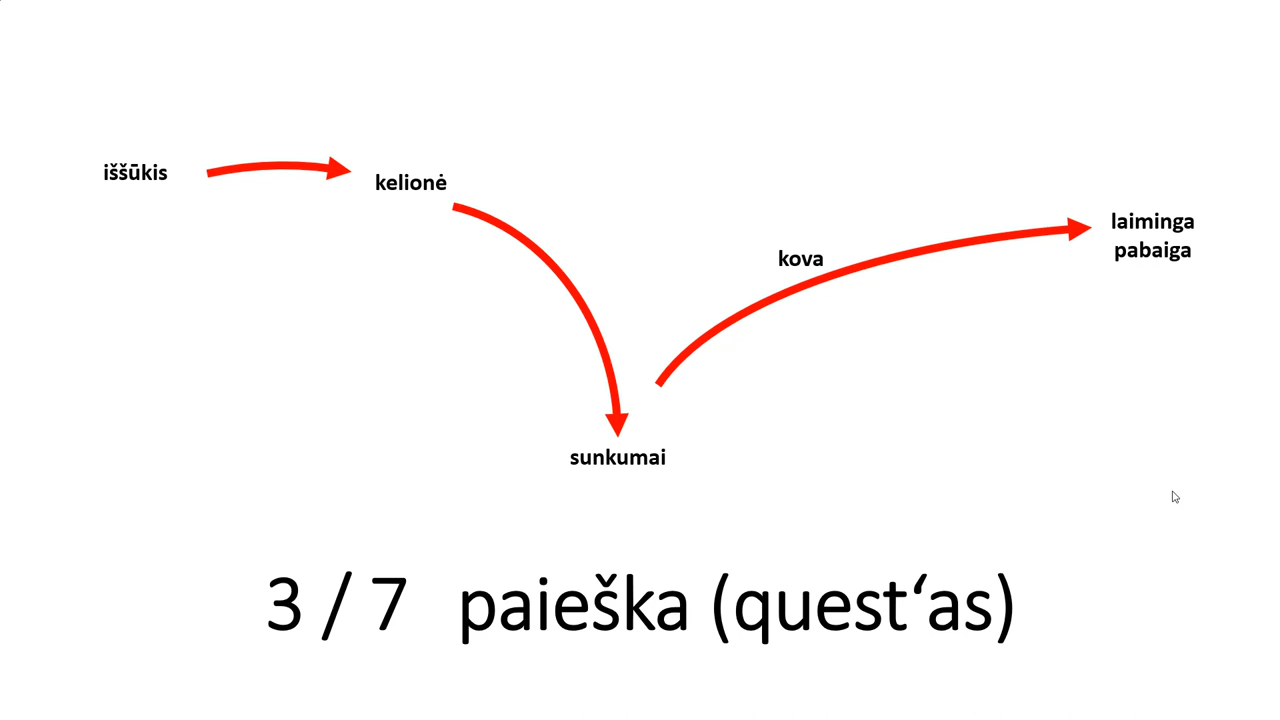 iššūkis
kelionė
laiminga
pabaiga
kova
sunkumai
3 / 7 paieška (quest‘as)